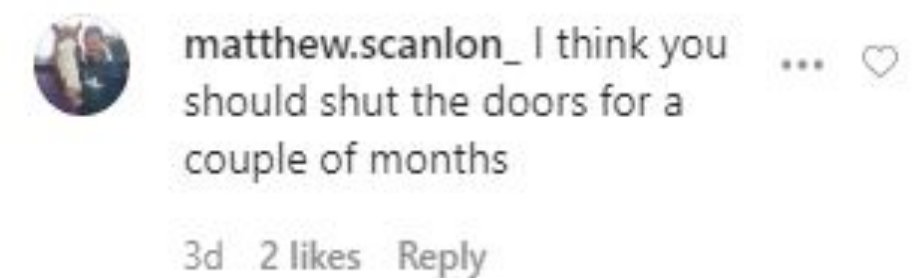 matthew.scanlon_ I think you
should shut the doors for a
couple of months
3d 2 likes Reply